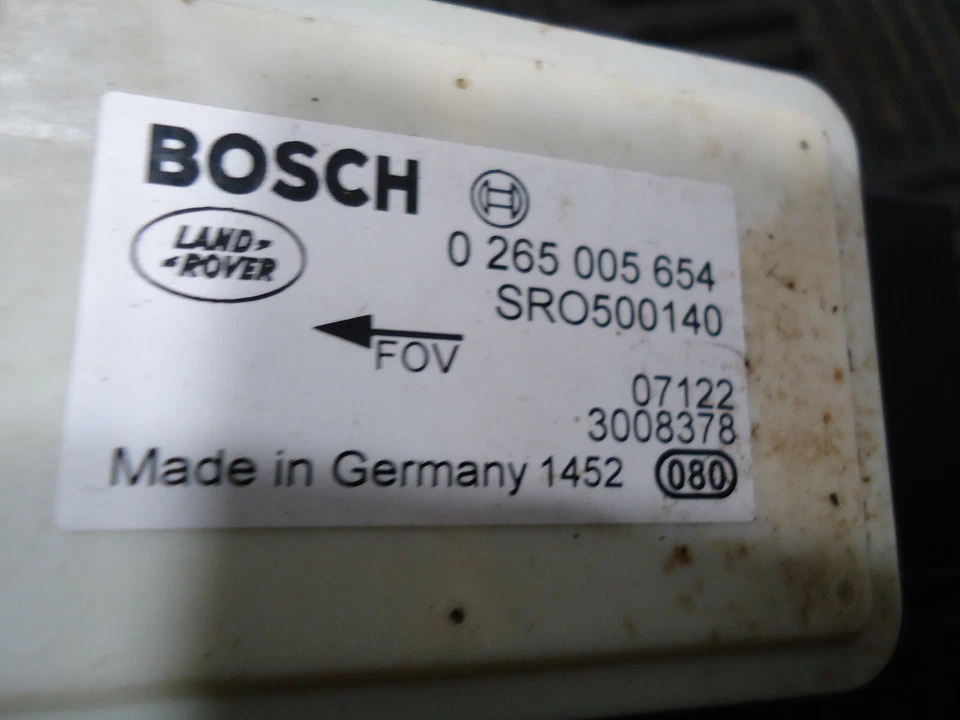 BOSCH
LAND-
-ROVER
0 265 005 654
SRO500140
FOV
07122
3008378
Made in Germany 1452 080